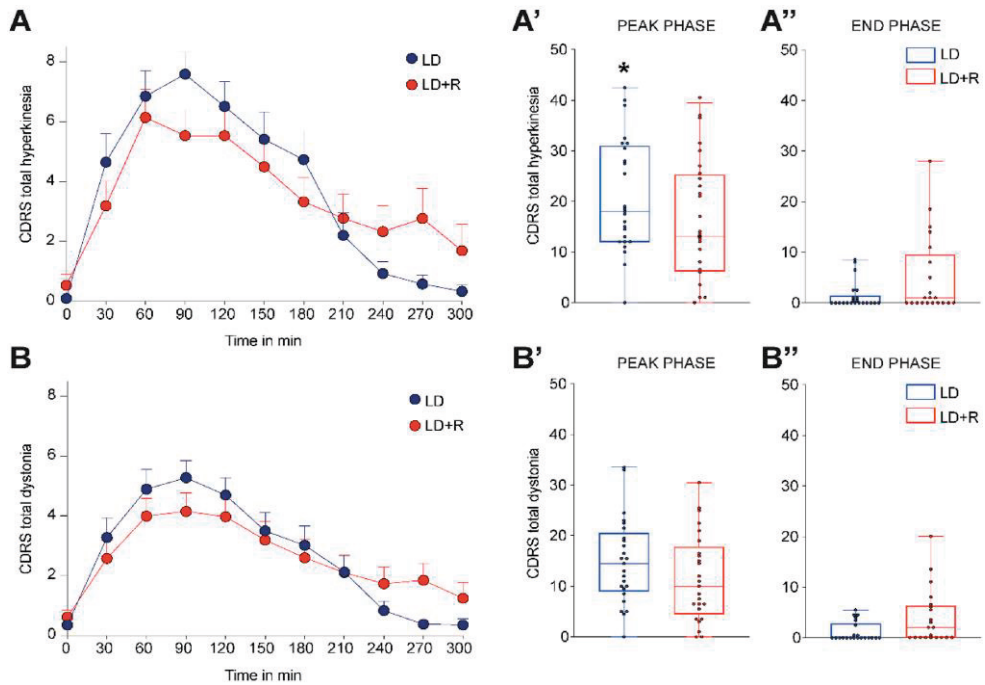 A
CDRS total hyperkinesia
8
6
4
2
0
LD
LD+R
0 30 60 90 120 150 180 210 240 270 300
Time in min
A'
PEAK PHASE
CDRS total hyperkinesia
50
40
30
20
10
0
*
A"
END PHASE
50
40
30
20
10
0
LD
LD+R
B
CDRS total dystonia
8
6
4
2
0
LD
LD+R
0 30 60 90 120 150 180 210 240 270 300
Time in min
B'
PEAK PHASE
CDRS total dystonia
50
40
30
20
10
0
B"
END PHASE
50
40
30
20
10
0
LD
LD+R